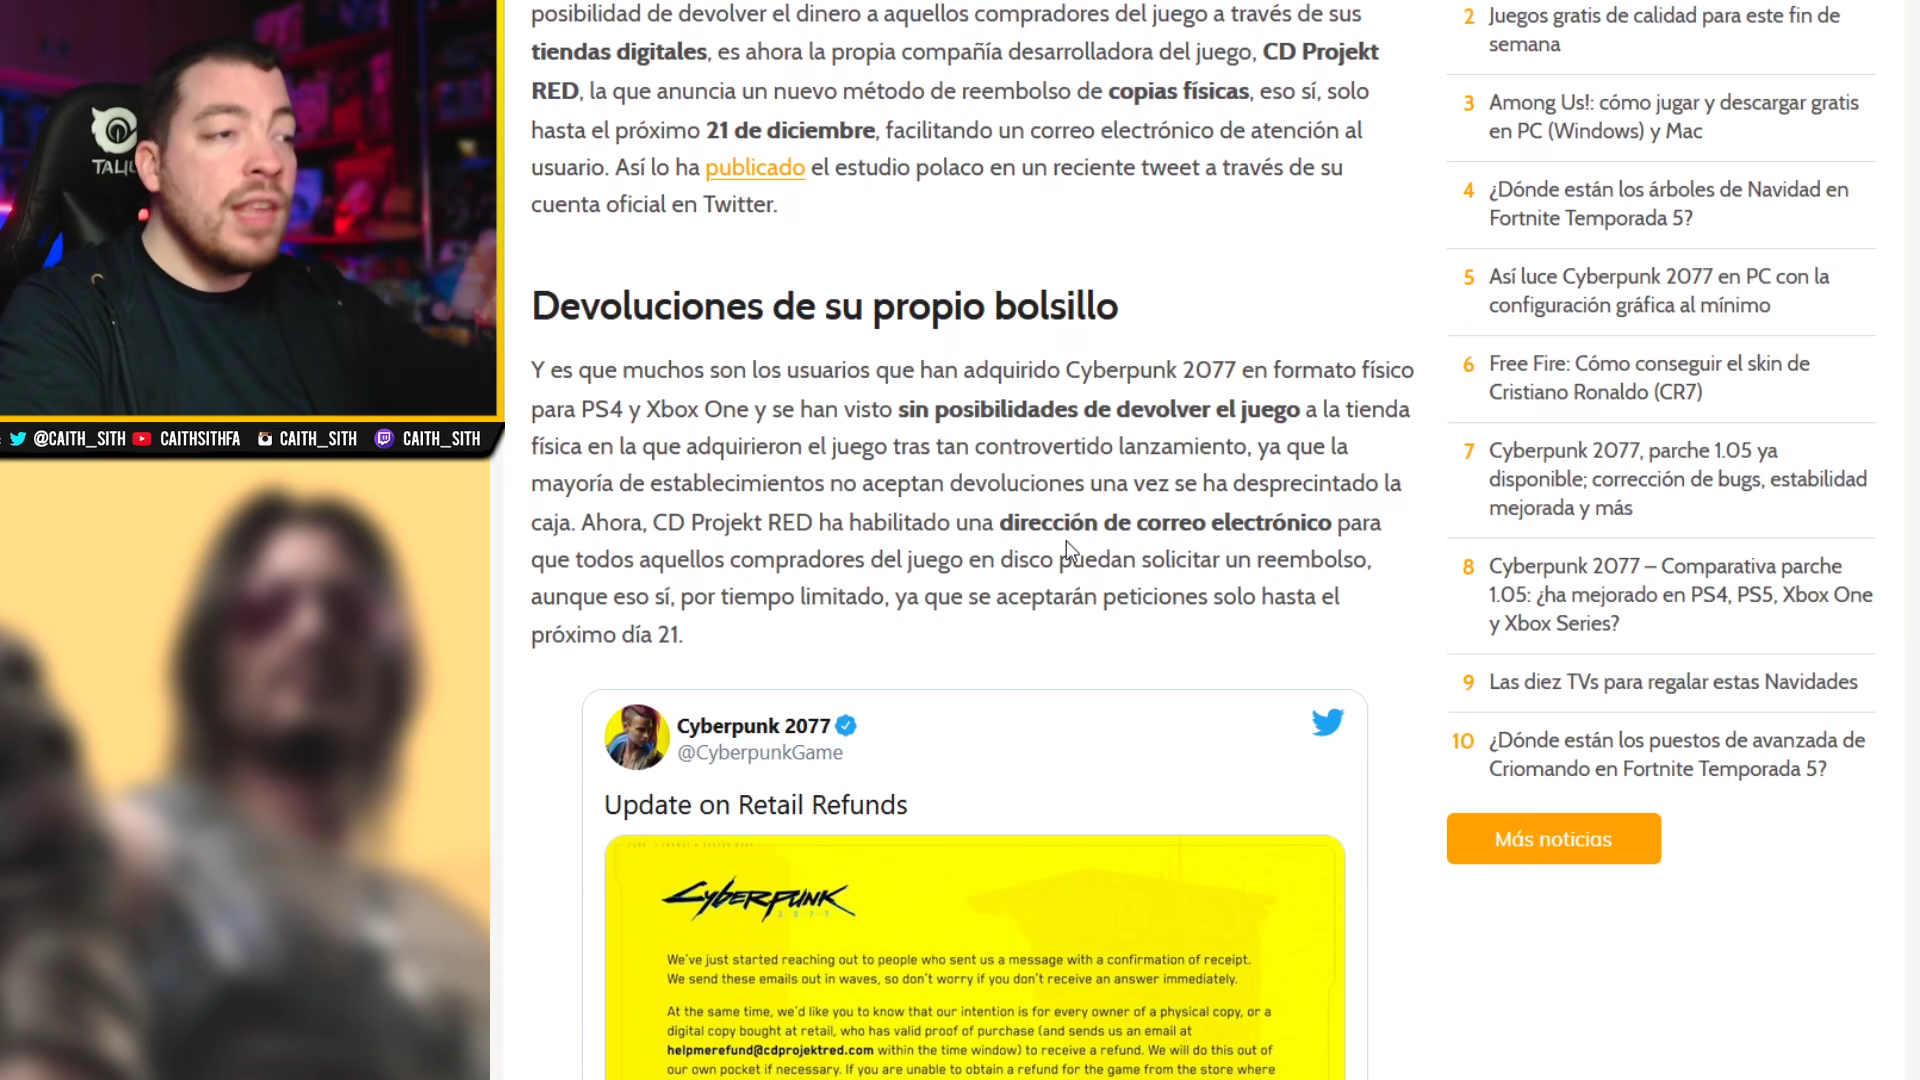 posibilidad de devolver el dinero a aquellos compradores del juego a través de sus
tiendas digitales, es ahora la propia compañía desarrolladora del juego, CD Projekt
RED, la que anuncia un nuevo método de reembolso de copias físicas, eso sí, solo
hasta el próximo 21 de diciembre, facilitando un correo electrónico de atención al
usuario. Así lo ha publicado el estudio polaco en un reciente tweet a través de su
cuenta oficial en Twitter.
Devoluciones de su propio bolsillo
Y es que muchos son los usuarios que han adquirido Cyberpunk 2077 en formato físico
para PS4 y Xbox One y se han visto sin posibilidades de devolver el juego a la tienda
física en la que adquirieron el juego tras tan controvertido lanzamiento, ya que la
mayoría de establecimientos no aceptan devoluciones una vez se ha desprecintado la
caja. Ahora, CD Projekt RED ha habilitado una dirección de correo electrónico para
que todos aquellos compradores del juego en disco puedan solicitar un reembolso,
aunque eso sí, por tiempo limitado, ya que se aceptarán peticiones solo hasta el
próximo día 21.
Cyberpunk 2077
@CyberpunkGame
Update on Retail Refunds
CYBERPUNK
2077
We've just started reaching out to people who sent us a message with a confirmation of receipt.
We send these emails out in waves, so don't worry if you don't receive an answer immediately.
At the same time, we'd like you to know that our intention is for every owner of a physical copy, or a
digital copy bought at retail, who has valid proof of purchase (and sends us an email at
helpmerefund@cdprojektred.com within the time window) to receive a refund. We will do this out of
our own pocket if necessary. If you are unable to obtain a refund for the game from the store where
2 Juegos gratis de calidad para este fin de
semana
3 Among Us!: cómo jugar y descargar gratis
en PC (Windows) y Mac
4 ¿Dónde están los árboles de Navidad en
Fortnite Temporada 5?
5 Así luce Cyberpunk 2077 en PC con la
configuración gráfica al mínimo
6 Free Fire: Cómo conseguir el skin de
Cristiano Ronaldo (CR7)
7 Cyberpunk 2077, parche 1.05 ya
disponible; corrección de bugs, estabilidad
mejorada y más
8 Cyberpunk 2077 – Comparativa parche
1.05: ¿ha mejorado en PS4, PS5, Xbox One
y Xbox Series?
9 Las diez TVs para regalar estas Navidades
10 ¿Dónde están los puestos de avanzada de
Criomando en Fortnite Temporada 5?
Más noticias
@CAITH_SITH CAITHSITHFA CAITH_SITH CAITH_SITH